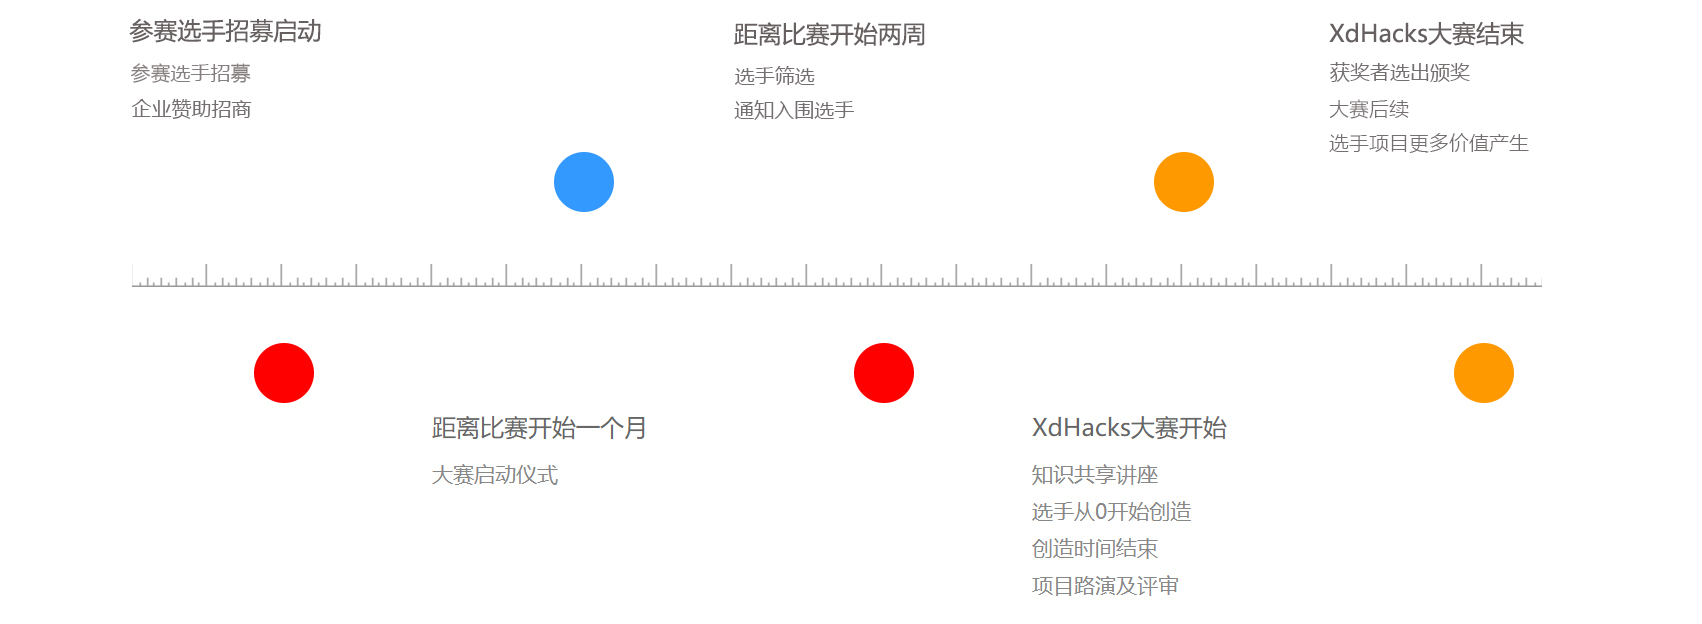 参赛选手招募启动
参赛选手招募
企业赞助招商
距离比赛开始一个月
大赛启动仪式
距离比赛开始两周
选手筛选
通知入围选手
XdHacks大赛开始
知识共享讲座
选手从0开始创造
创造时间结束
项目路演及评审
XdHacks大赛结束
获奖者选出颁奖
大赛后续
选手项目更多价值产生